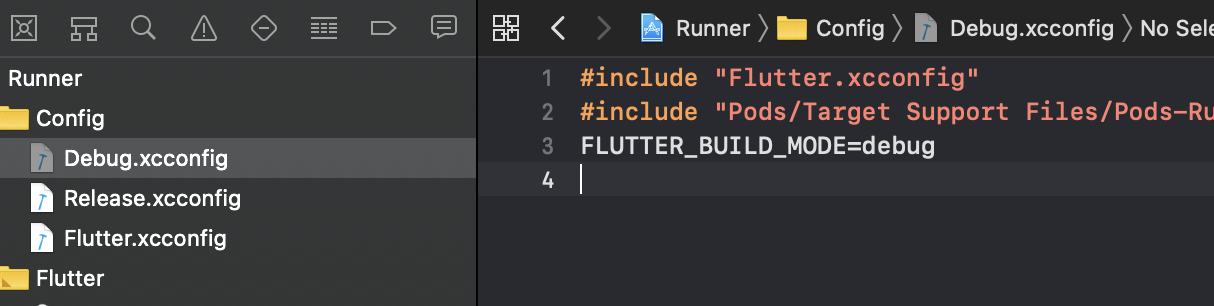 Runner
Config
Debug.xcconfig
Release.xcconfig
Flutter.xcconfig
Flutter
Runner Config Debug.xcconfig No Sele
1 #include "Flutter.xcconfig"
2 #include "Pods/Target Support Files/Pods-Ru
3 FLUTTER_BUILD_MODE=debug
4